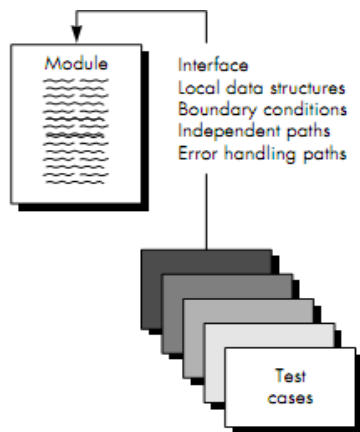 Module
Interface
Local data structures
Boundary conditions
Independent paths
Error handling paths
Test
cases